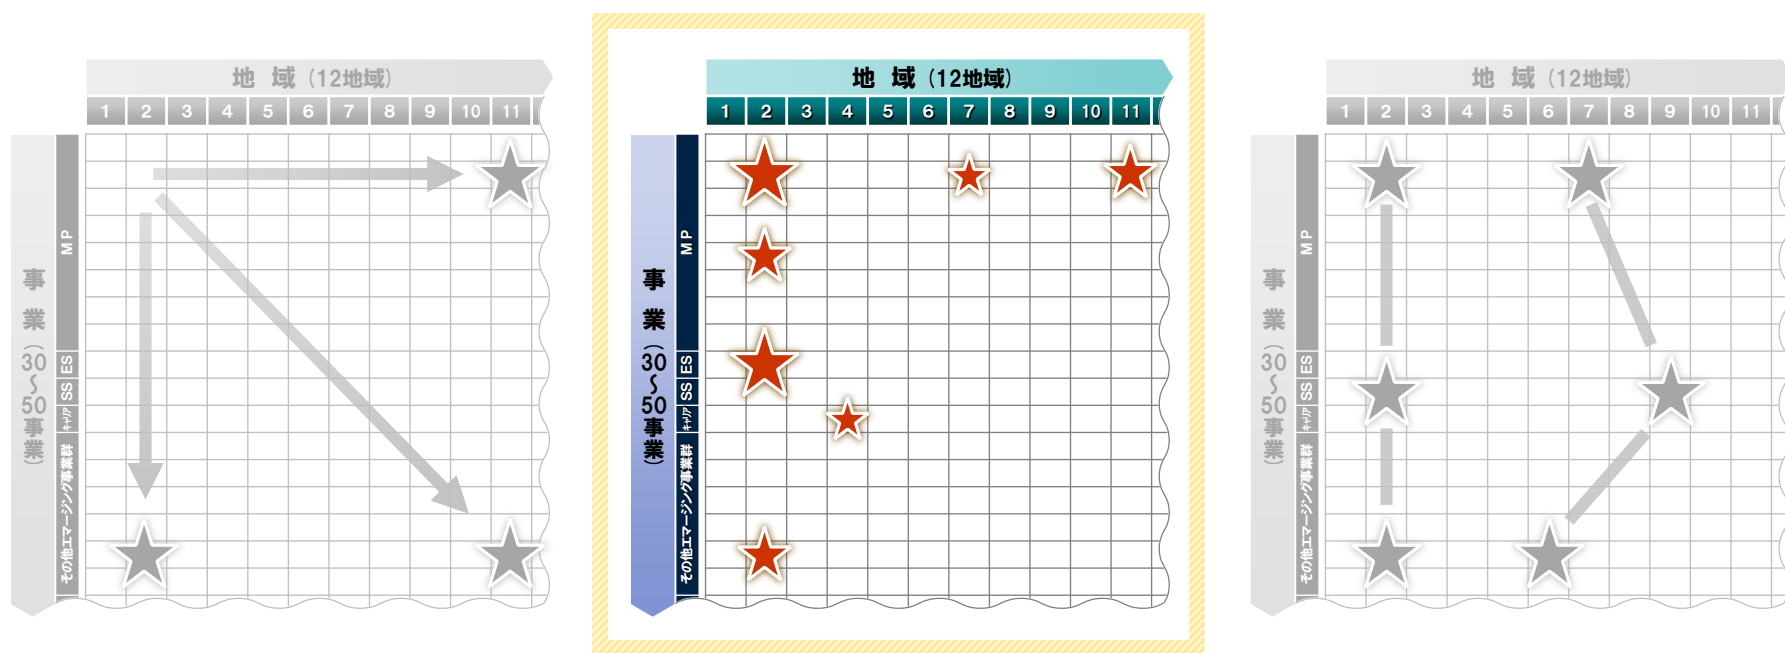 地 域（12地域）
1 2 3 4 5 6 7 8 9 10 11
事 業（30～50事業）
MP
ES
SS
キャリア
その他エマージング事業群
地 域（12地域）
1 2 3 4 5 6 7 8 9 10 11
事 業（30～50事業）
MP
ES
SS
キャリア
その他エマージング事業群
地 域（12地域）
1 2 3 4 5 6 7 8 9 10 11
事 業（30～50事業）
MP
ES
SS
キャリア
その他エマージング事業群